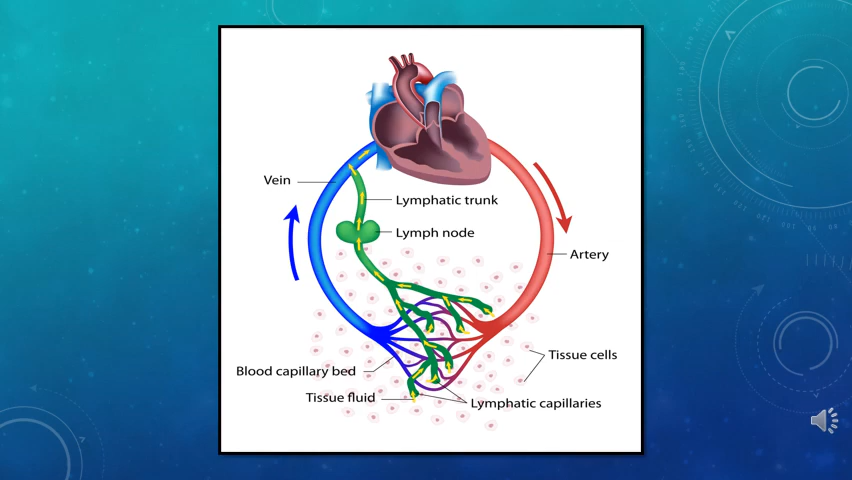 Vein
Lymphatic trunk
Lymph node
Artery
Tissue cells
Blood capillary bed
Tissue fluid
Lymphatic capillaries